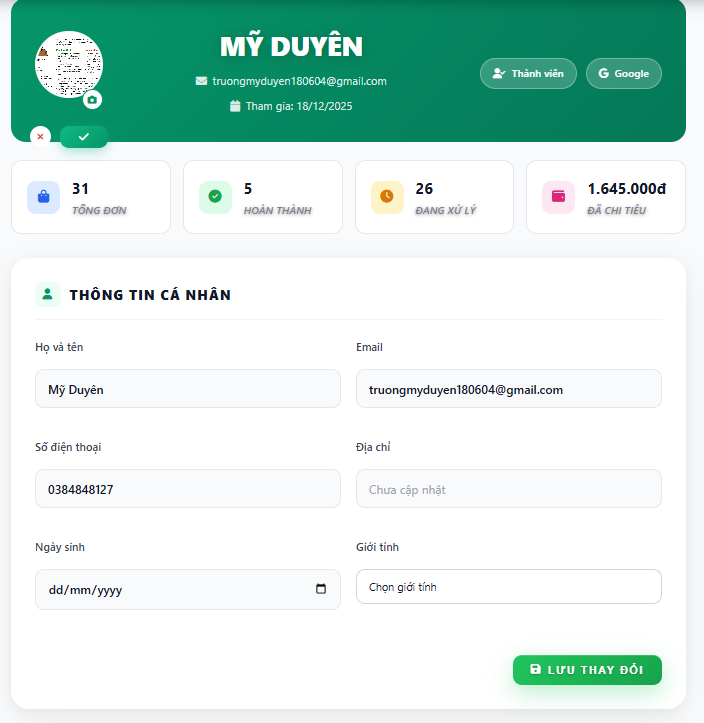 MỸ DUYÊN
truongmyduyen180604@gmail.com
Tham gia: 18/12/2025
Thành viên
Google
31
TỔNG ĐƠN
5
HOÀN THÀNH
26
ĐANG XỬ LÝ
1.645.000đ
ĐÃ CHI TIÊU
THÔNG TIN CÁ NHÂN
Họ và tên
Email
Mỹ Duyên
truongmyduyen180604@gmail.com
Số điện thoại
Địa chỉ
0384848127
Chưa cập nhật
Ngày sinh
Giới tính
dd/mm/yyyy
Chọn giới tính
LƯU THAY ĐỔI